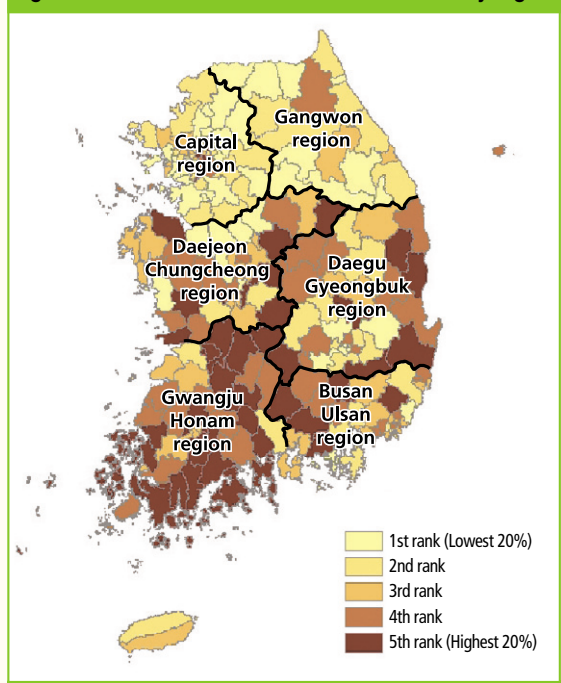 Gangwon
region
Capital
region
Daejeon
Chungcheong
region
Daegu
Gyeongbuk
region
Gwangju
Honam
region
Busan
Ulsan
region
1st rank (Lowest 20%)
2nd rank
3rd rank
4th rank
5th rank (Highest 20%)